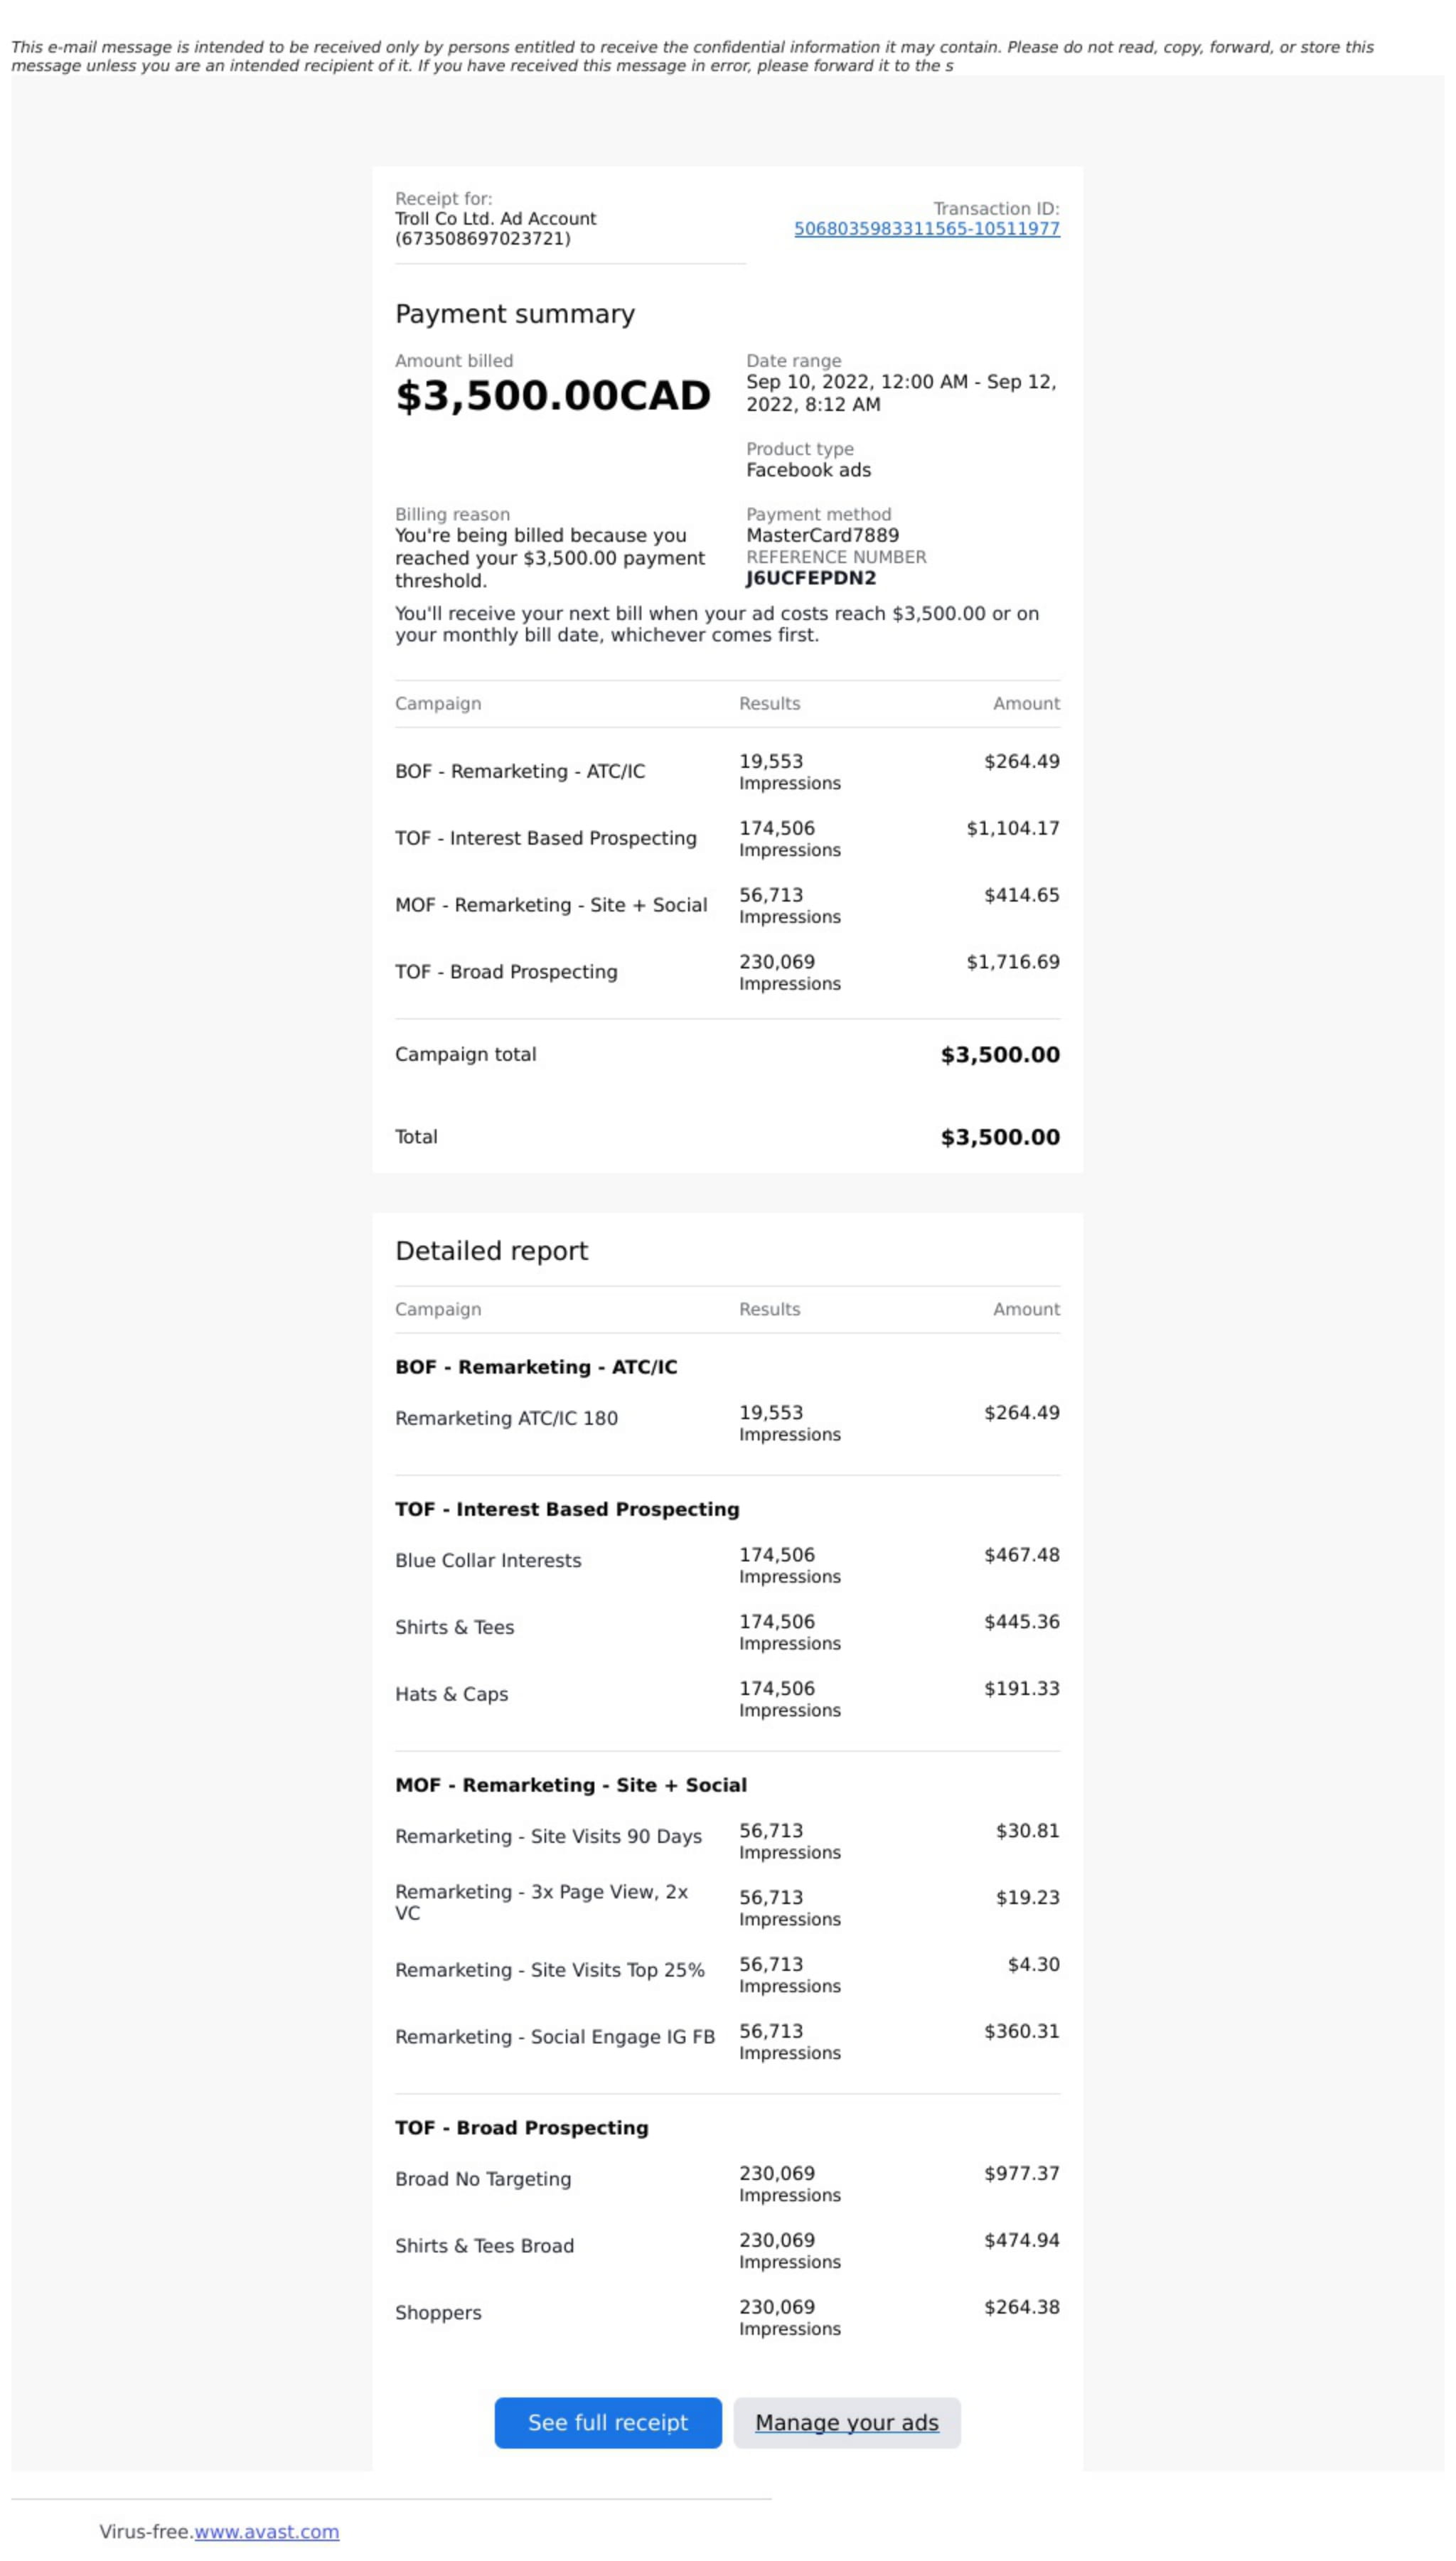 This e-mail message is intended to be received only by persons entitled to receive the confidential information it may contain. Please do not read, copy, forward, or store this
message unless you are an intended recipient of it. If you have received this message in error, please forward it to the s
Receipt for:
Troll Co Ltd. Ad Account
(673508697023721)
Transaction ID:
5068035983311565-10511977
Payment summary
Amount billed
$3,500.00CAD
Date range
Sep 10, 2022, 12:00 AM - Sep 12,
2022, 8:12 AM
Product type
Facebook ads
Billing reason
You're being billed because you
reached your $3,500.00 payment
threshold.
Payment method
MasterCard7889
REFERENCE NUMBER
J6UCFEPDN2
You'll receive your next bill when your ad costs reach $3,500.00 or on
your monthly bill date, whichever comes first.
Campaign Results Amount
BOF - Remarketing - ATC/IC 19,553 $264.49
Impressions
TOF - Interest Based Prospecting 174,506 $1,104.17
Impressions
MOF - Remarketing - Site + Social 56,713 $414.65
Impressions
TOF - Broad Prospecting 230,069 $1,716.69
Impressions
Campaign total $3,500.00
Total $3,500.00
Detailed report
Campaign Results Amount
BOF - Remarketing - ATC/IC
Remarketing ATC/IC 180 19,553 $264.49
Impressions
TOF - Interest Based Prospecting
Blue Collar Interests 174,506 $467.48
Impressions
Shirts & Tees 174,506 $445.36
Impressions
Hats & Caps 174,506 $191.33
Impressions
MOF - Remarketing - Site + Social
Remarketing - Site Visits 90 Days 56,713 $30.81
Impressions
Remarketing - 3x Page View, 2x 56,713 $19.23
VC Impressions
Remarketing - Site Visits Top 25% 56,713 $4.30
Impressions
Remarketing - Social Engage IG FB 56,713 $360.31
Impressions
TOF - Broad Prospecting
Broad No Targeting 230,069 $977.37
Impressions
Shirts & Tees Broad 230,069 $474.94
Impressions
Shoppers 230,069 $264.38
Impressions
See full receipt Manage your ads
Virus-free.www.avast.com